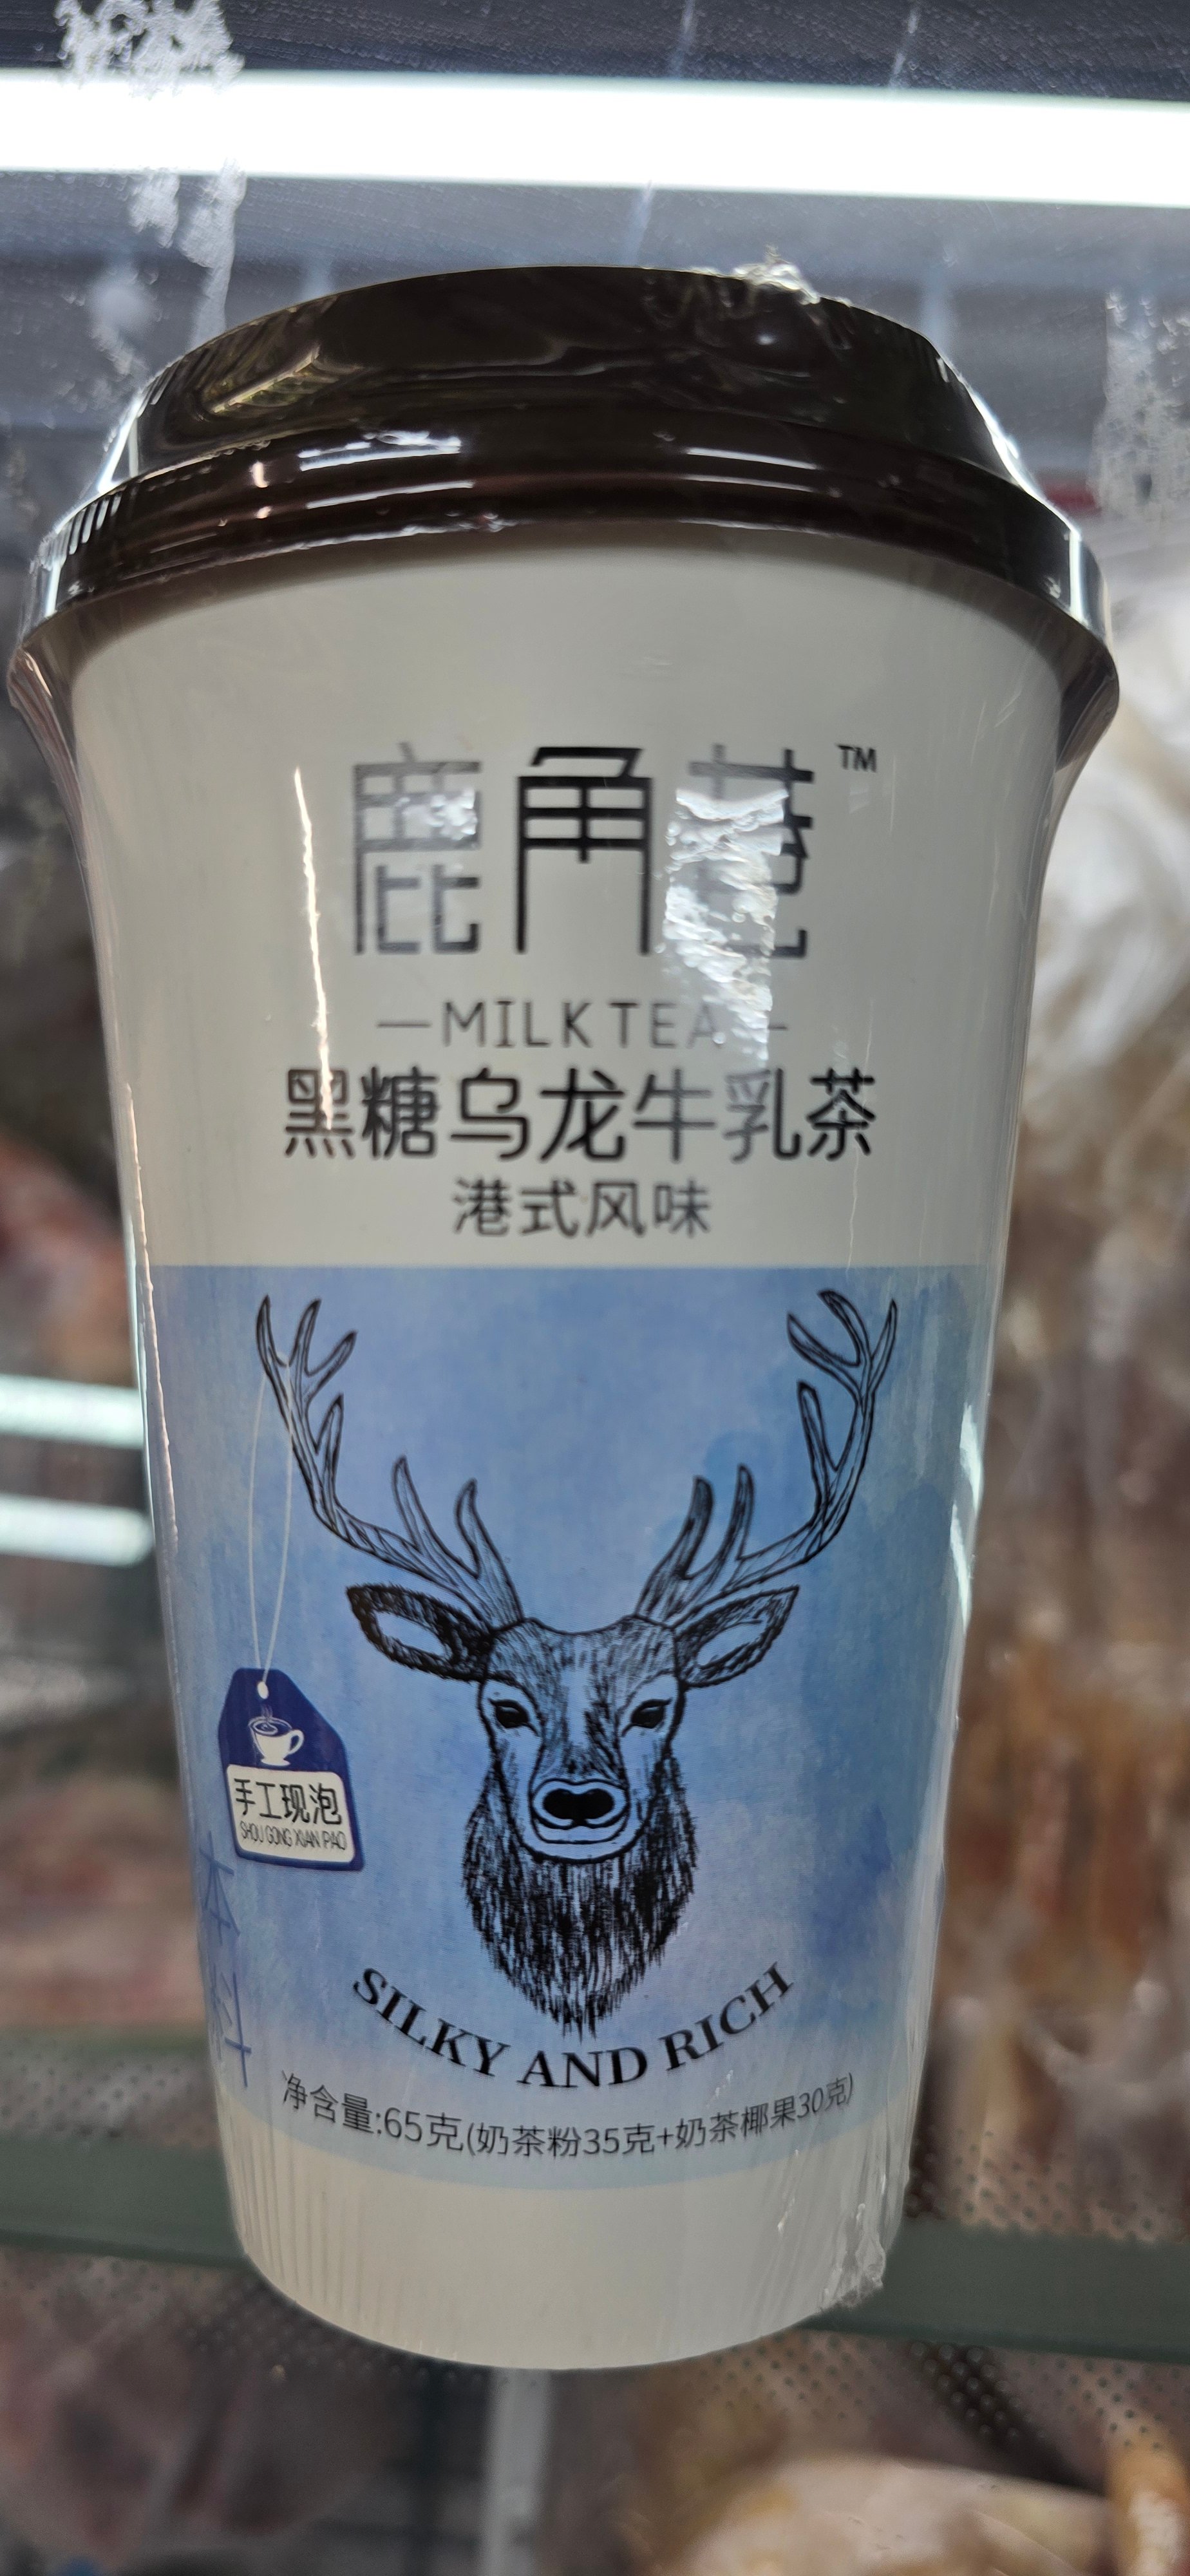 鹿角巷™
—MILK TEA—
黑糖乌龙牛乳茶
港式风味
手工现泡
SHOU GONG XIAN PAO
SILKY AND RICH
净含量:65克(奶茶粉35克+奶茶椰果30克)